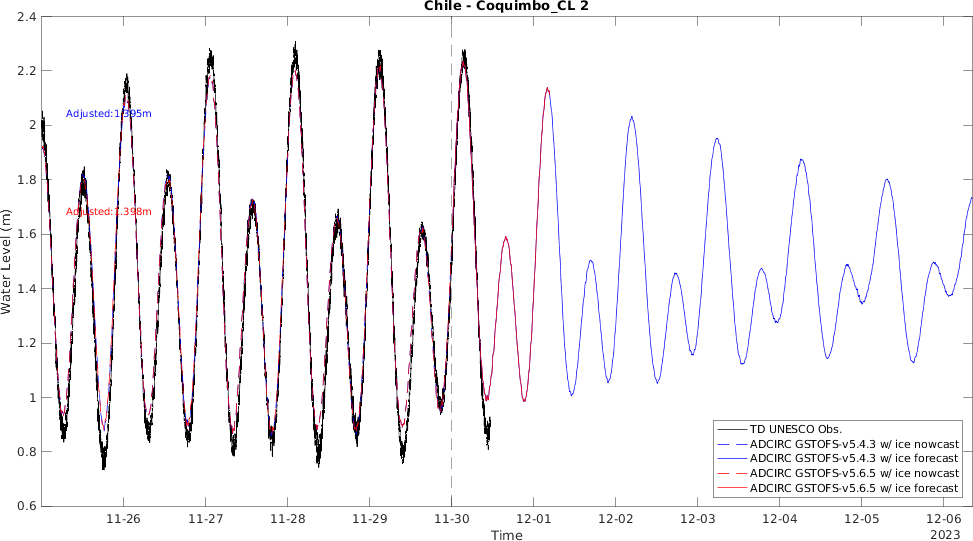 Chile - Coquimbo_CL 2
2.4
2.2
2
1.8
1.6
1.4
1.2
1
0.8
0.6
Water Level (m)
Adjusted:1.395m
Adjusted:1.398m
TD UNESCO Obs.
ADCIRC GSTOFS-v5.4.3 w/ ice nowcast
ADCIRC GSTOFS-v5.4.3 w/ ice forecast
ADCIRC GSTOFS-v5.6.5 w/ ice nowcast
ADCIRC GSTOFS-v5.6.5 w/ ice forecast
11-26 11-27 11-28 11-29 11-30 12-01 12-02 12-03 12-04 12-05 12-06
Time
2023